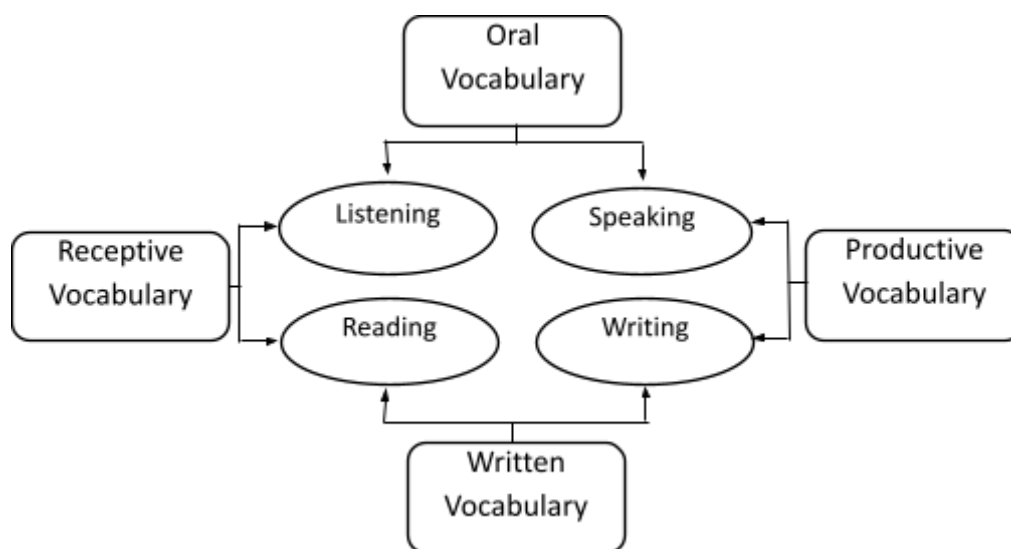 Oral
Vocabulary
Listening
Speaking
Receptive
Vocabulary
Productive
Vocabulary
Reading
Writing
Written
Vocabulary